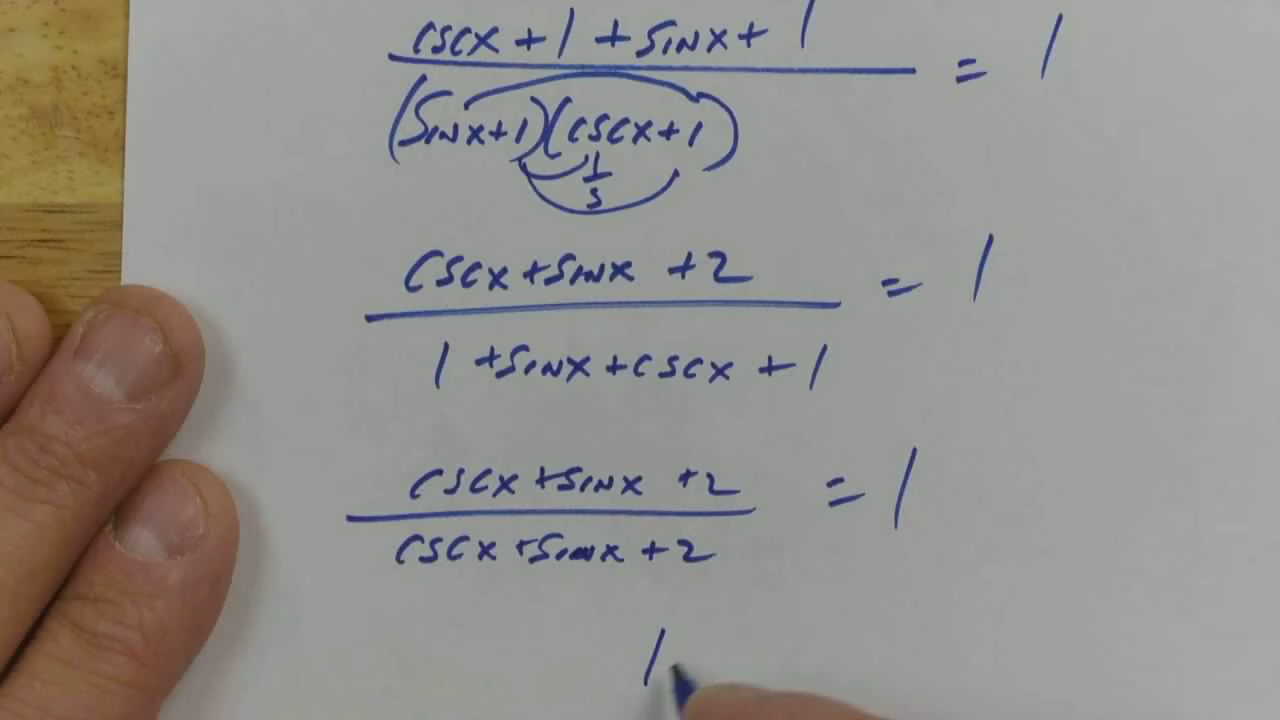 cscx + 1 + sinx + 1
= 1
(sinx+1)(cscx+1)
1
s
cscx + sinx + 2
= 1
1 + sinx + cscx + 1
cscx + sinx + 2
= 1
cscx + sinx + 2
1